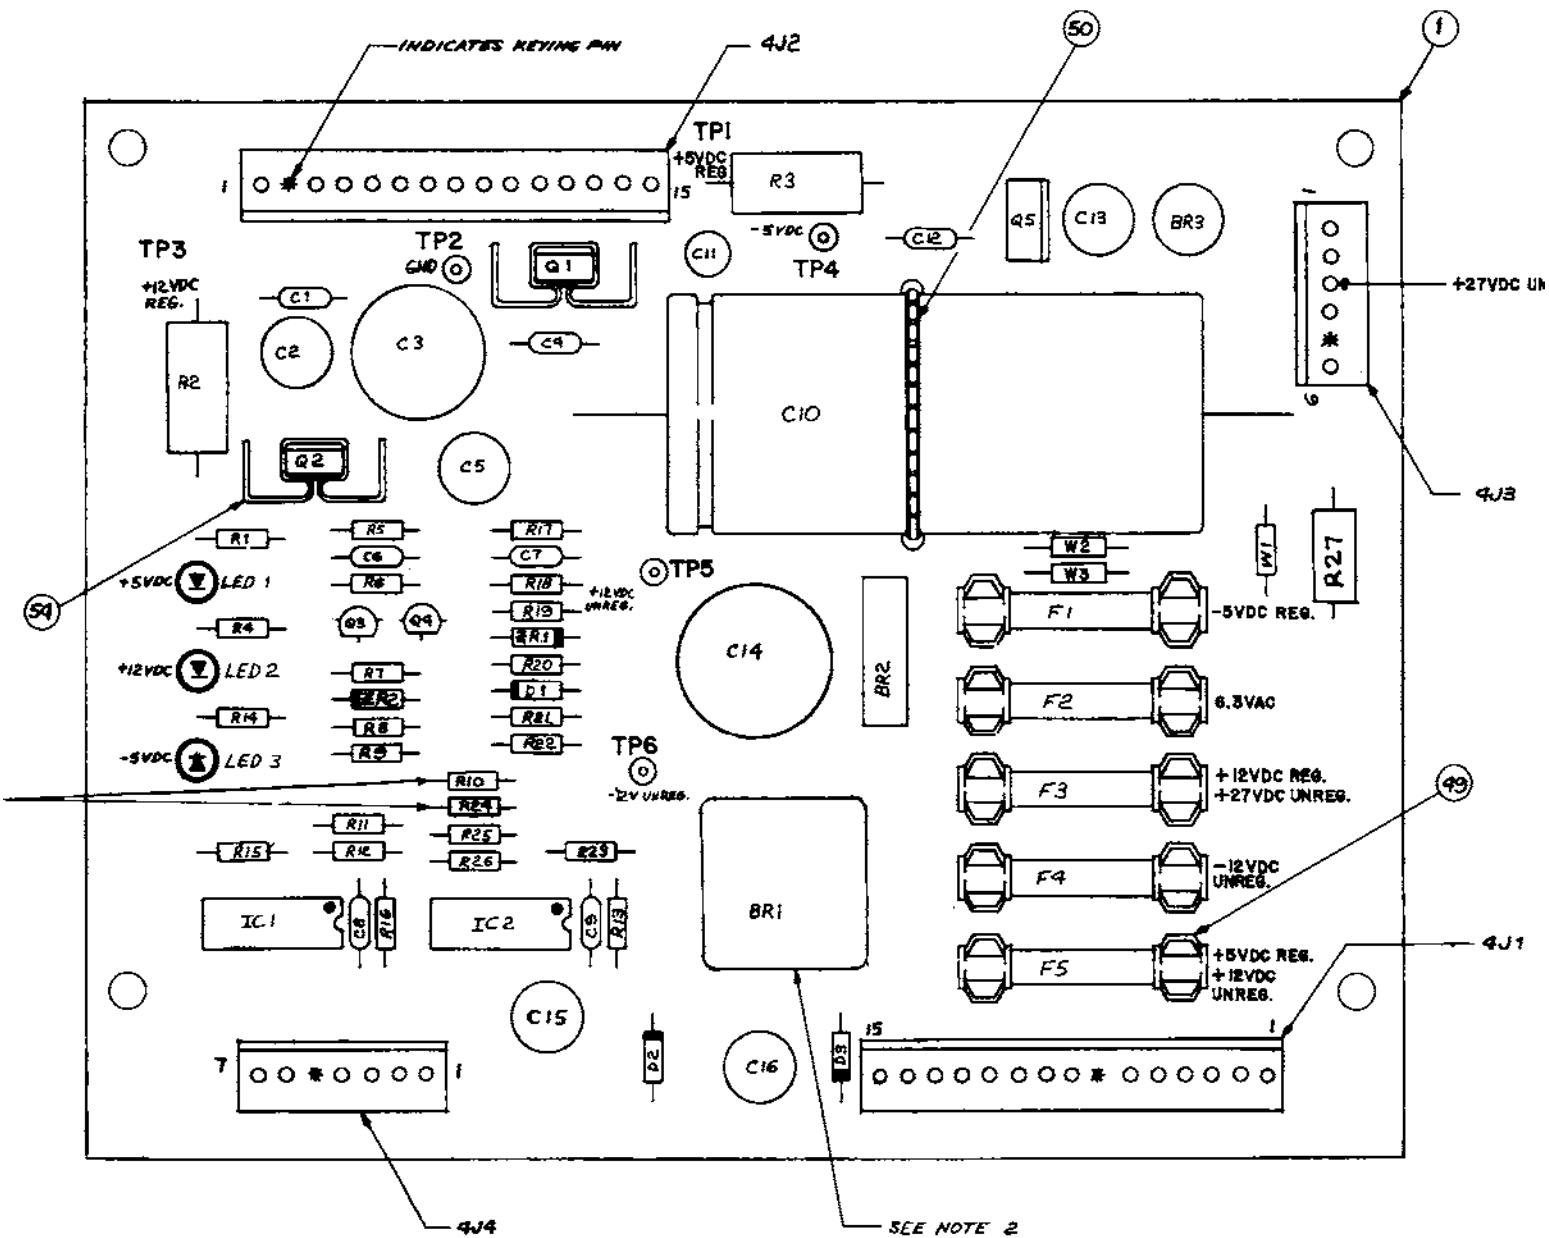 INDICATES KEYING PIN
4J2
50
1
TP1
+5VDC
REG
1
15
R3
-5VDC
TP4
C11
C12
Q5
C13
BR3
1
6
+27VDC UN
4J3
TP3
+12VDC
REG.
TP2
GND
Q1
C1
C2
C3
C4
R2
Q2
C5
C10
54
R1
R5
R17
C6
C7
+5VDC
LED 1
R6
R18
+12VDC
UNREG.
TP5
R19
R4
Q3
Q4
ZR1
R20
+12VDC
LED 2
R7
D1
ZR2
R14
R21
R8
R22
R9
-5VDC
LED 3
TP6
-12V UNREG.
R10
R24
R11
R25
R15
R12
R26
R23
C14
BR2
W2
W3
W1
R27
F1
-5VDC REG.
F2
6.3VAC
F3
+12VDC REG.
+27VDC UNREG.
49
F4
-12VDC
UNREG.
F5
+5VDC REG.
+12VDC
UNREG.
4J1
IC1
C8
R16
IC2
C9
R13
BR1
C15
D2
C16
D3
15
1
7
1
4J4
SEE NOTE 2